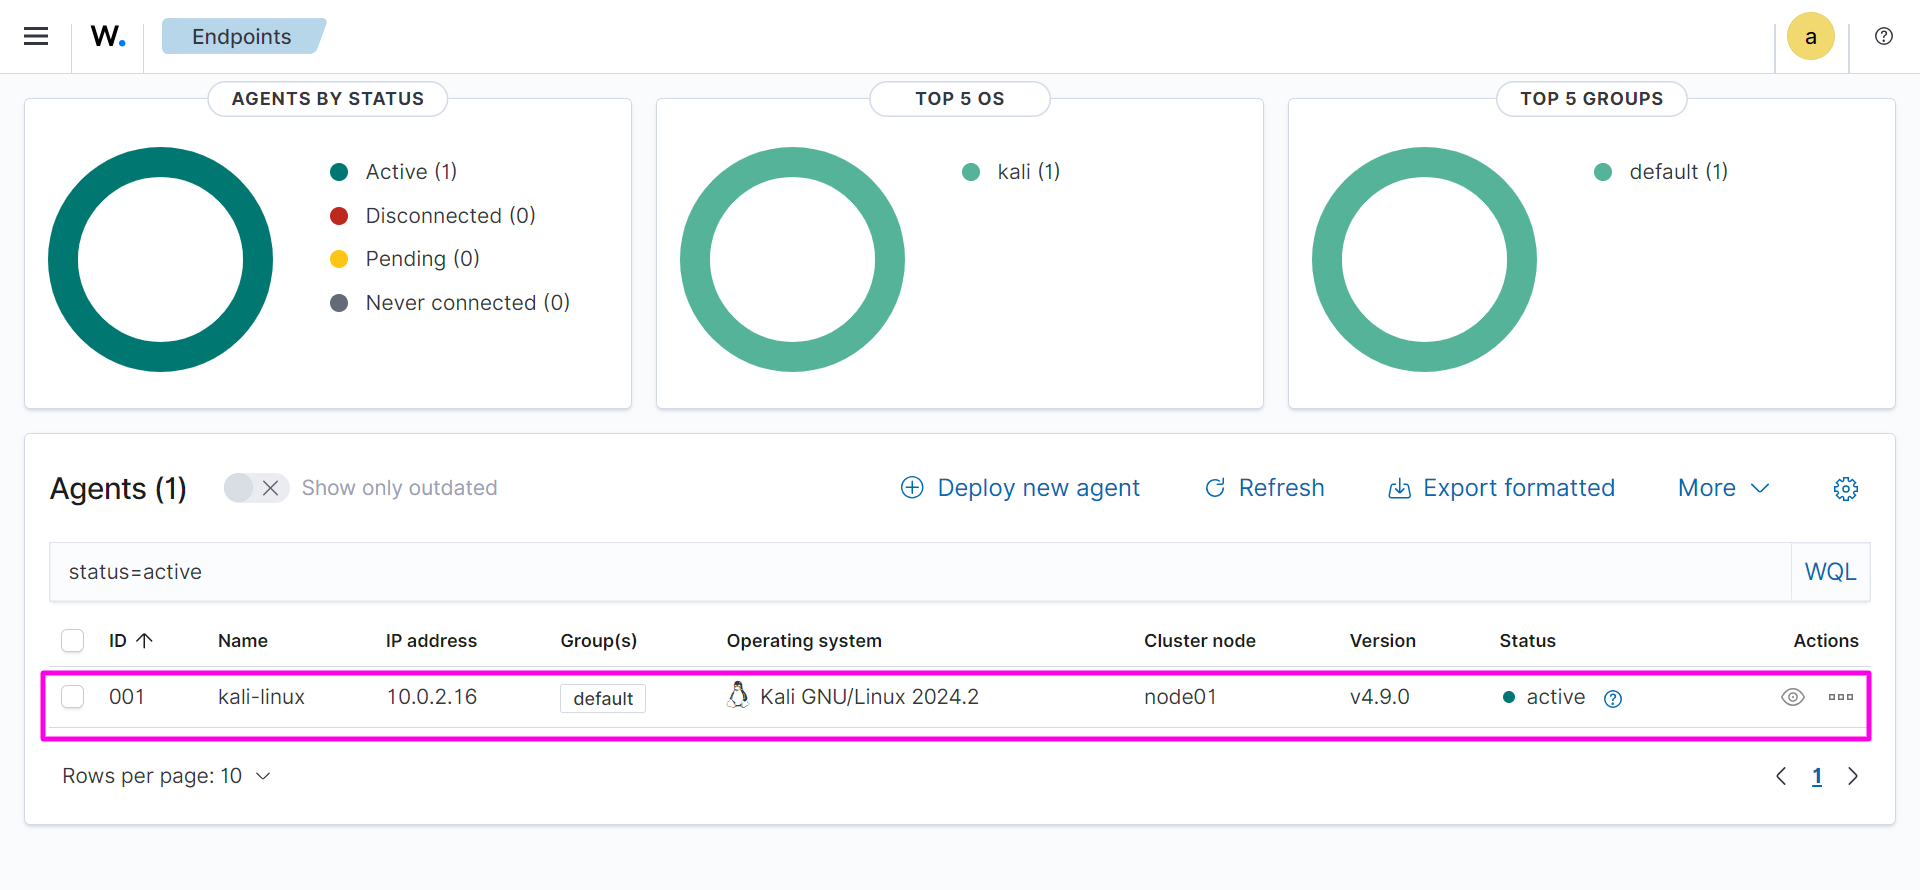 W. Endpoints a
AGENTS BY STATUS
Active (1)
Disconnected (0)
Pending (0)
Never connected (0)
TOP 5 OS
kali (1)
TOP 5 GROUPS
default (1)
Agents (1) Show only outdated Deploy new agent Refresh Export formatted More
status=active WQL
ID Name IP address Group(s) Operating system Cluster node Version Status Actions
001 kali-linux 10.0.2.16 default Kali GNU/Linux 2024.2 node01 v4.9.0 active
Rows per page: 10 1